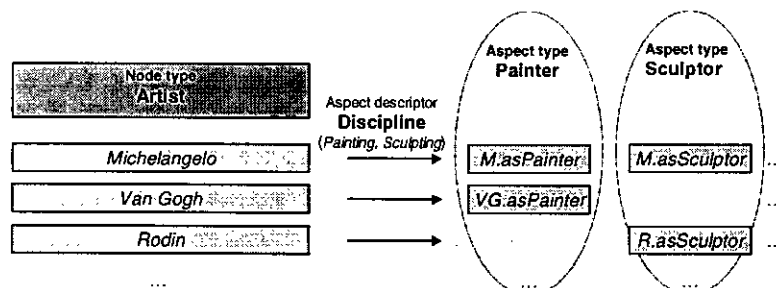 Node type
Artist
Aspect descriptor
Discipline
(Painting, Sculpting)
Aspect type
Painter
Aspect type
Sculptor
Michelangelo
M.asPainter
M.asSculptor
...
Van Gogh
VG.asPainter
...
Rodin
R.asSculptor
...
...
...
...